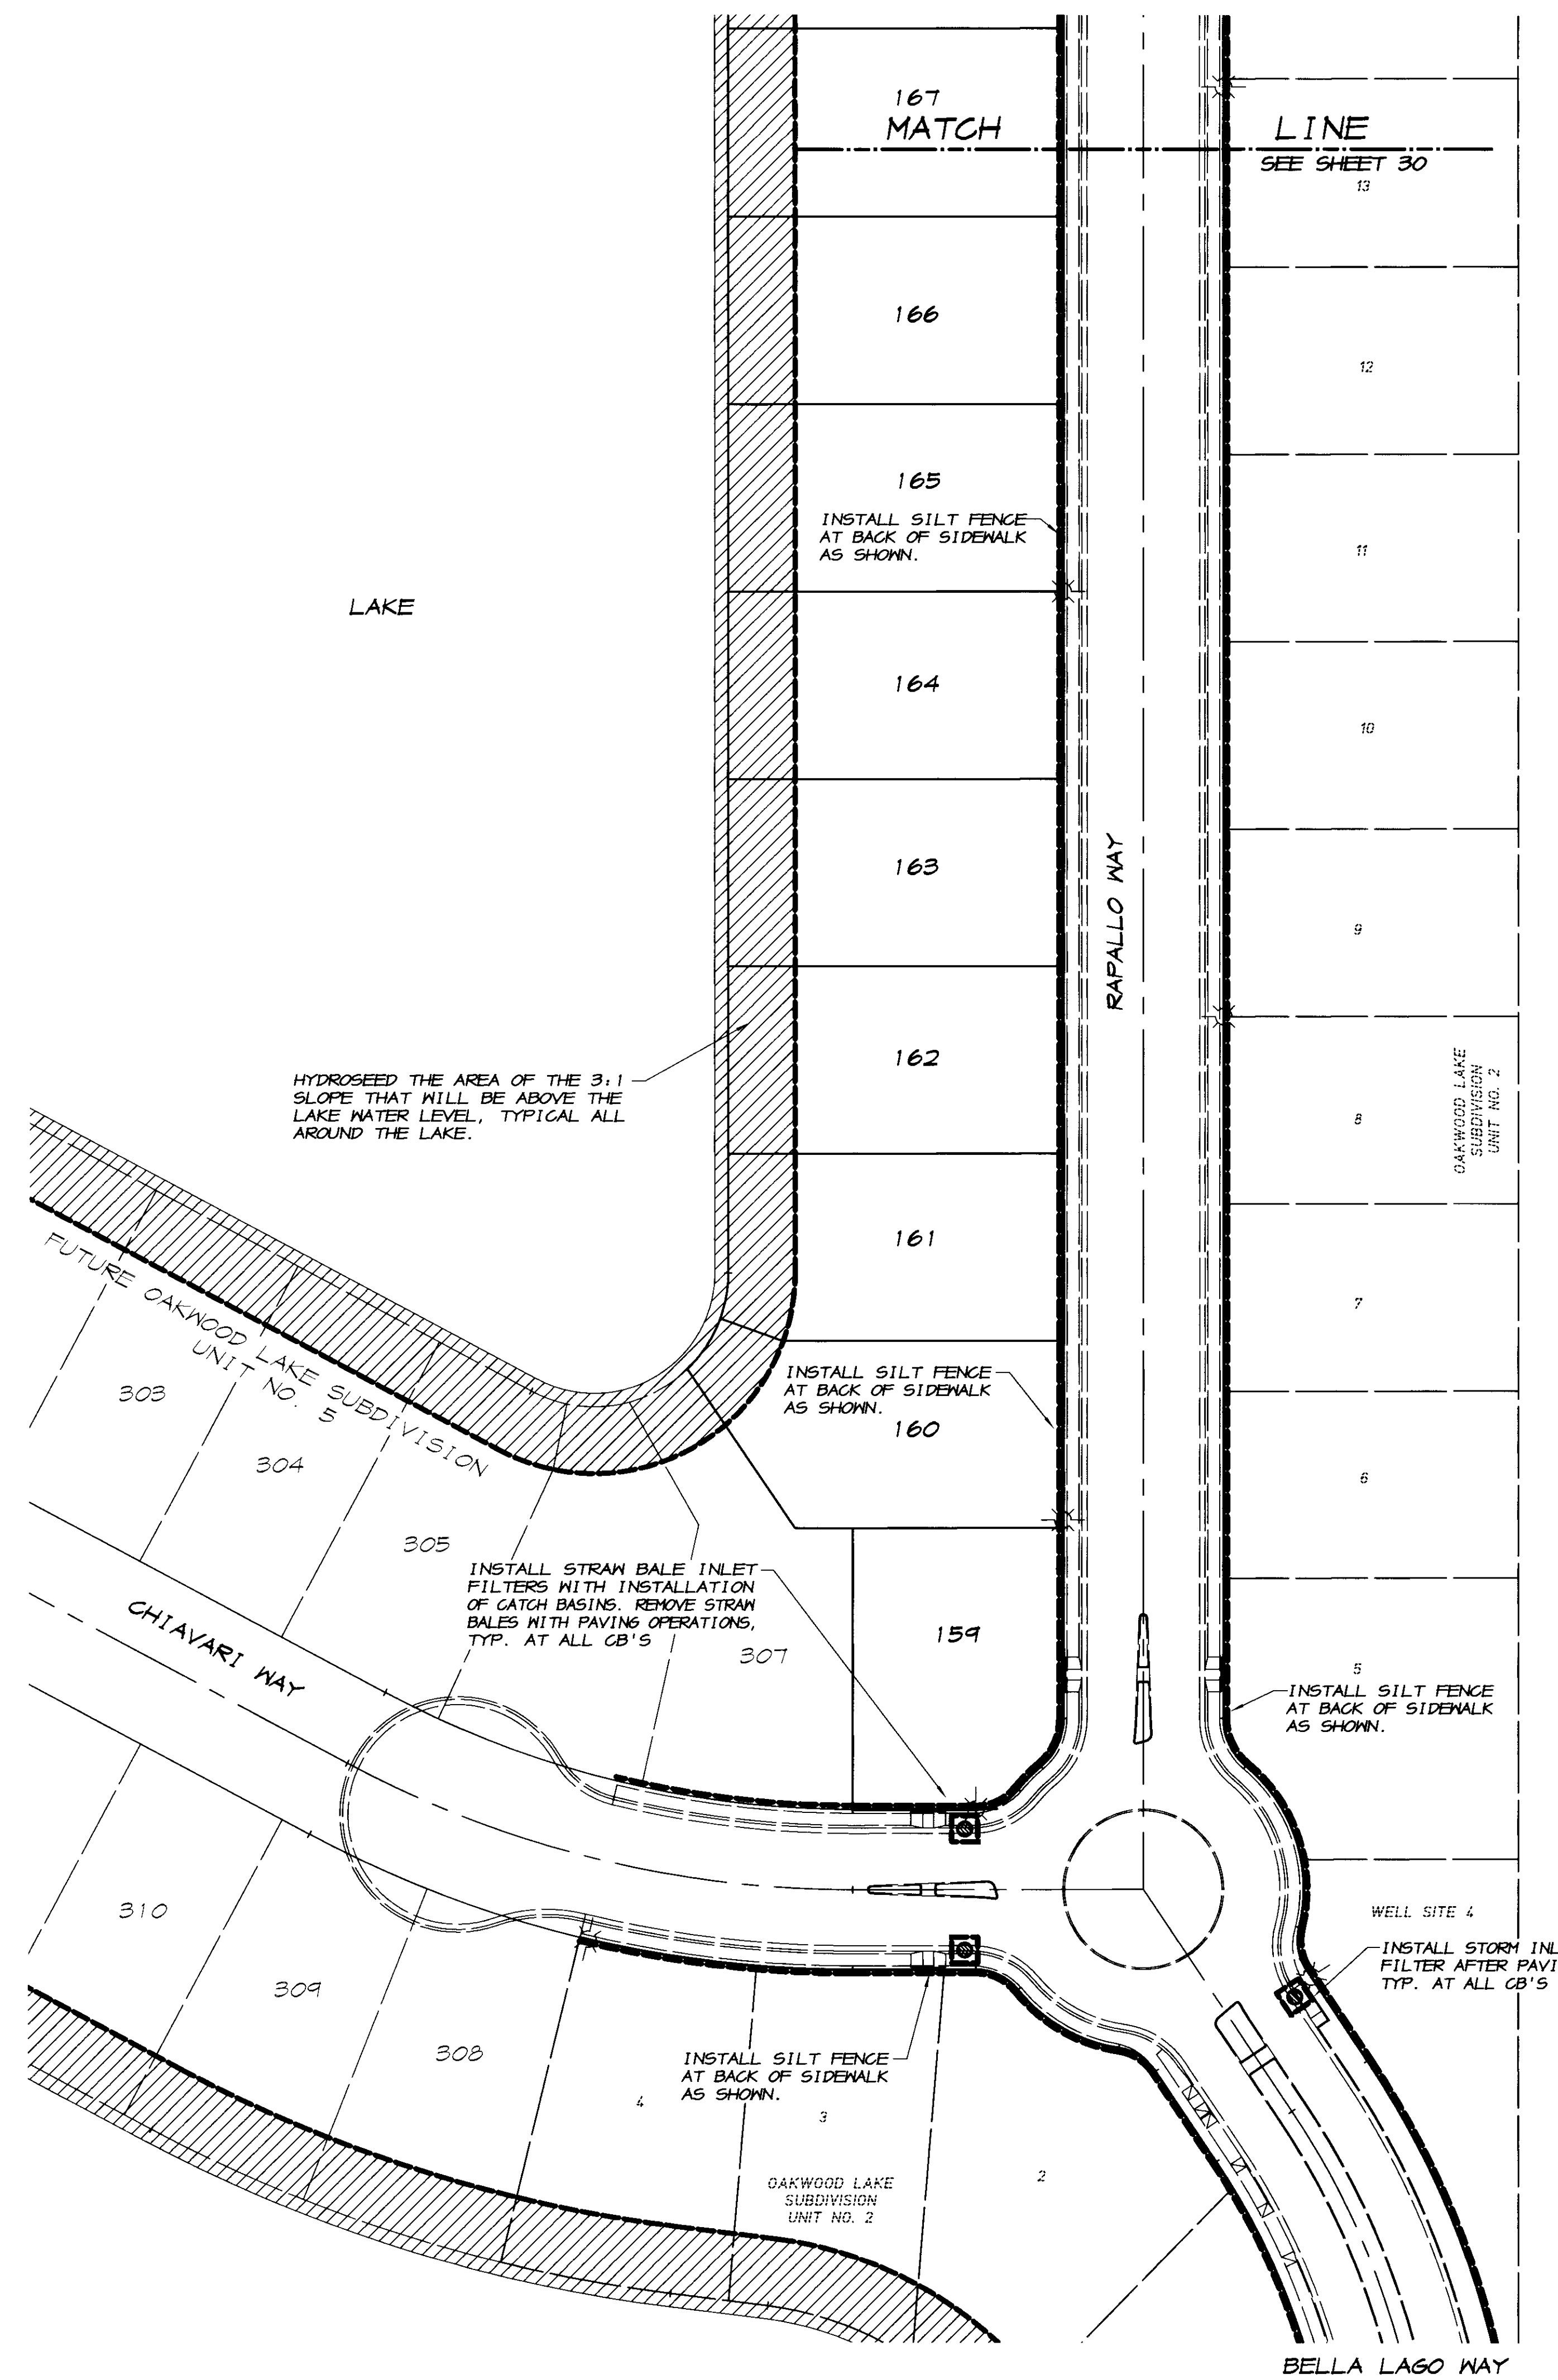 167
MATCH LINE
SEE SHEET 30
13
166
12
165
INSTALL SILT FENCE
AT BACK OF SIDEWALK
AS SHOWN.
11
LAKE
164
10
163
RAPALLO WAY
9
162
HYDROSEED THE AREA OF THE 3:1
SLOPE THAT WILL BE ABOVE THE
LAKE WATER LEVEL, TYPICAL ALL
AROUND THE LAKE.
8
OAKWOOD LAKE
SUBDIVISION
UNIT NO. 2
161
FUTURE OAKWOOD LAKE SUBDIVISION
UNIT NO. 5
7
303
INSTALL SILT FENCE
AT BACK OF SIDEWALK
AS SHOWN.
160
304
6
305
INSTALL STRAW BALE INLET
FILTERS WITH INSTALLATION
OF CATCH BASINS. REMOVE STRAW
BALES WITH PAVING OPERATIONS,
TYP. AT ALL CB'S
CHIAVARI WAY
307
159
5
INSTALL SILT FENCE
AT BACK OF SIDEWALK
AS SHOWN.
310
WELL SITE 4
INSTALL STORM INL
FILTER AFTER PAVI
TYP. AT ALL CB'S
309
308
INSTALL SILT FENCE
AT BACK OF SIDEWALK
AS SHOWN.
4
3
2
OAKWOOD LAKE
SUBDIVISION
UNIT NO. 2
BELLA LAGO WAY